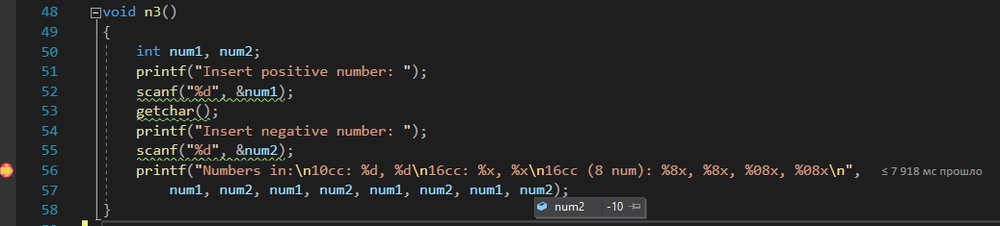 48 void n3()
49 {
50 int num1, num2;
51 printf("Insert positive number: ");
52 scanf("%d", &num1);
53 getchar();
54 printf("Insert negative number: ");
55 scanf("%d", &num2);
56 printf("Numbers in:\n10cc: %d, %d\n16cc: %x, %x\n16cc (8 num): %8x, %8x, %08x, %08x\n", ≤ 7 918 мс прошло
57 num1, num2, num1, num2, num1, num2, num1, num2);
58 }
num2 -10